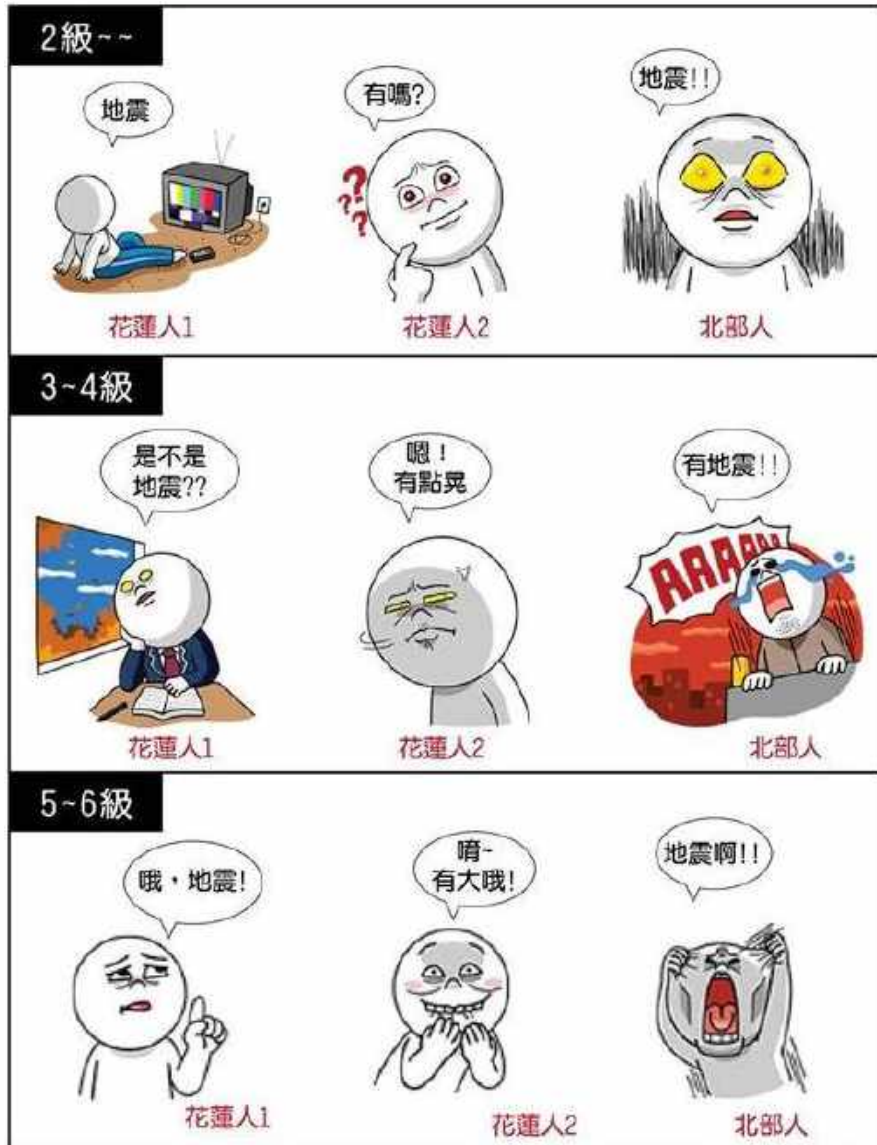 2級~~
地震
有嗎?
地震!!
花蓮人1
花蓮人2
北部人
3~4級
是不是
地震??
嗯！
有點晃
有地震!!
AAAAAA
花蓮人1
花蓮人2
北部人
5~6級
哦，地震!
唷~
有大哦!
地震啊!!
花蓮人1
花蓮人2
北部人